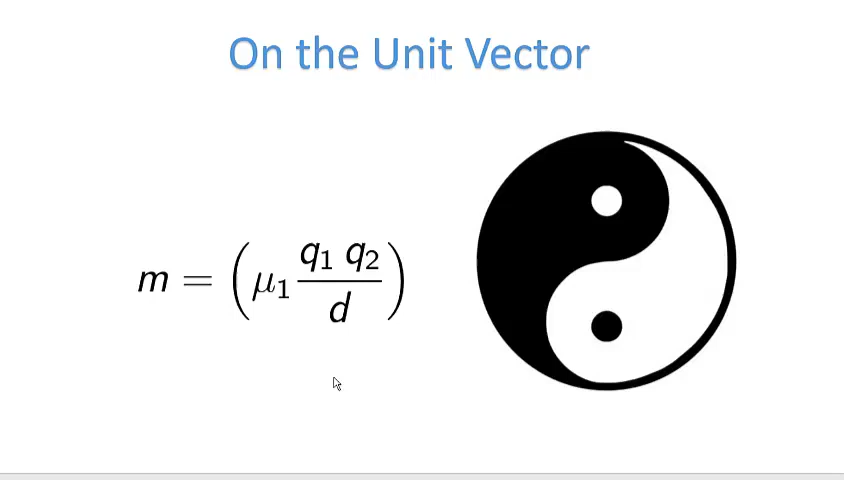 On the Unit Vector
m = (μ₁ q₁ q₂ / d)